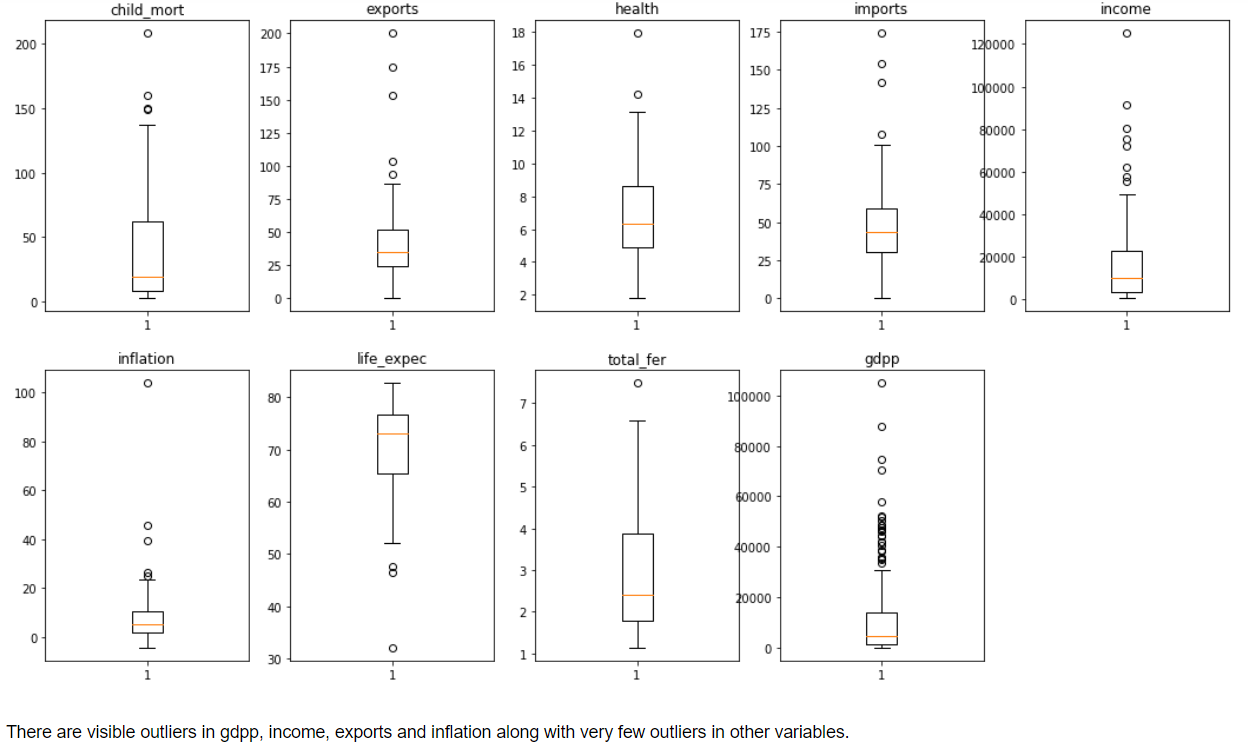 child_mort exports health imports income
200 150 100 50 0 1
200 175 150 125 100 75 50 25 0 1
18 16 14 12 10 8 6 4 2 1
175 150 125 100 75 50 25 0 1
120000 100000 80000 60000 40000 20000 0 1
inflation life_expec total_fer gdpp
100 80 60 40 20 0 1
80 70 60 50 40 30 1
7 6 5 4 3 2 1 1
100000 80000 60000 40000 20000 0 1
There are visible outliers in gdpp, income, exports and inflation along with very few outliers in other variables.